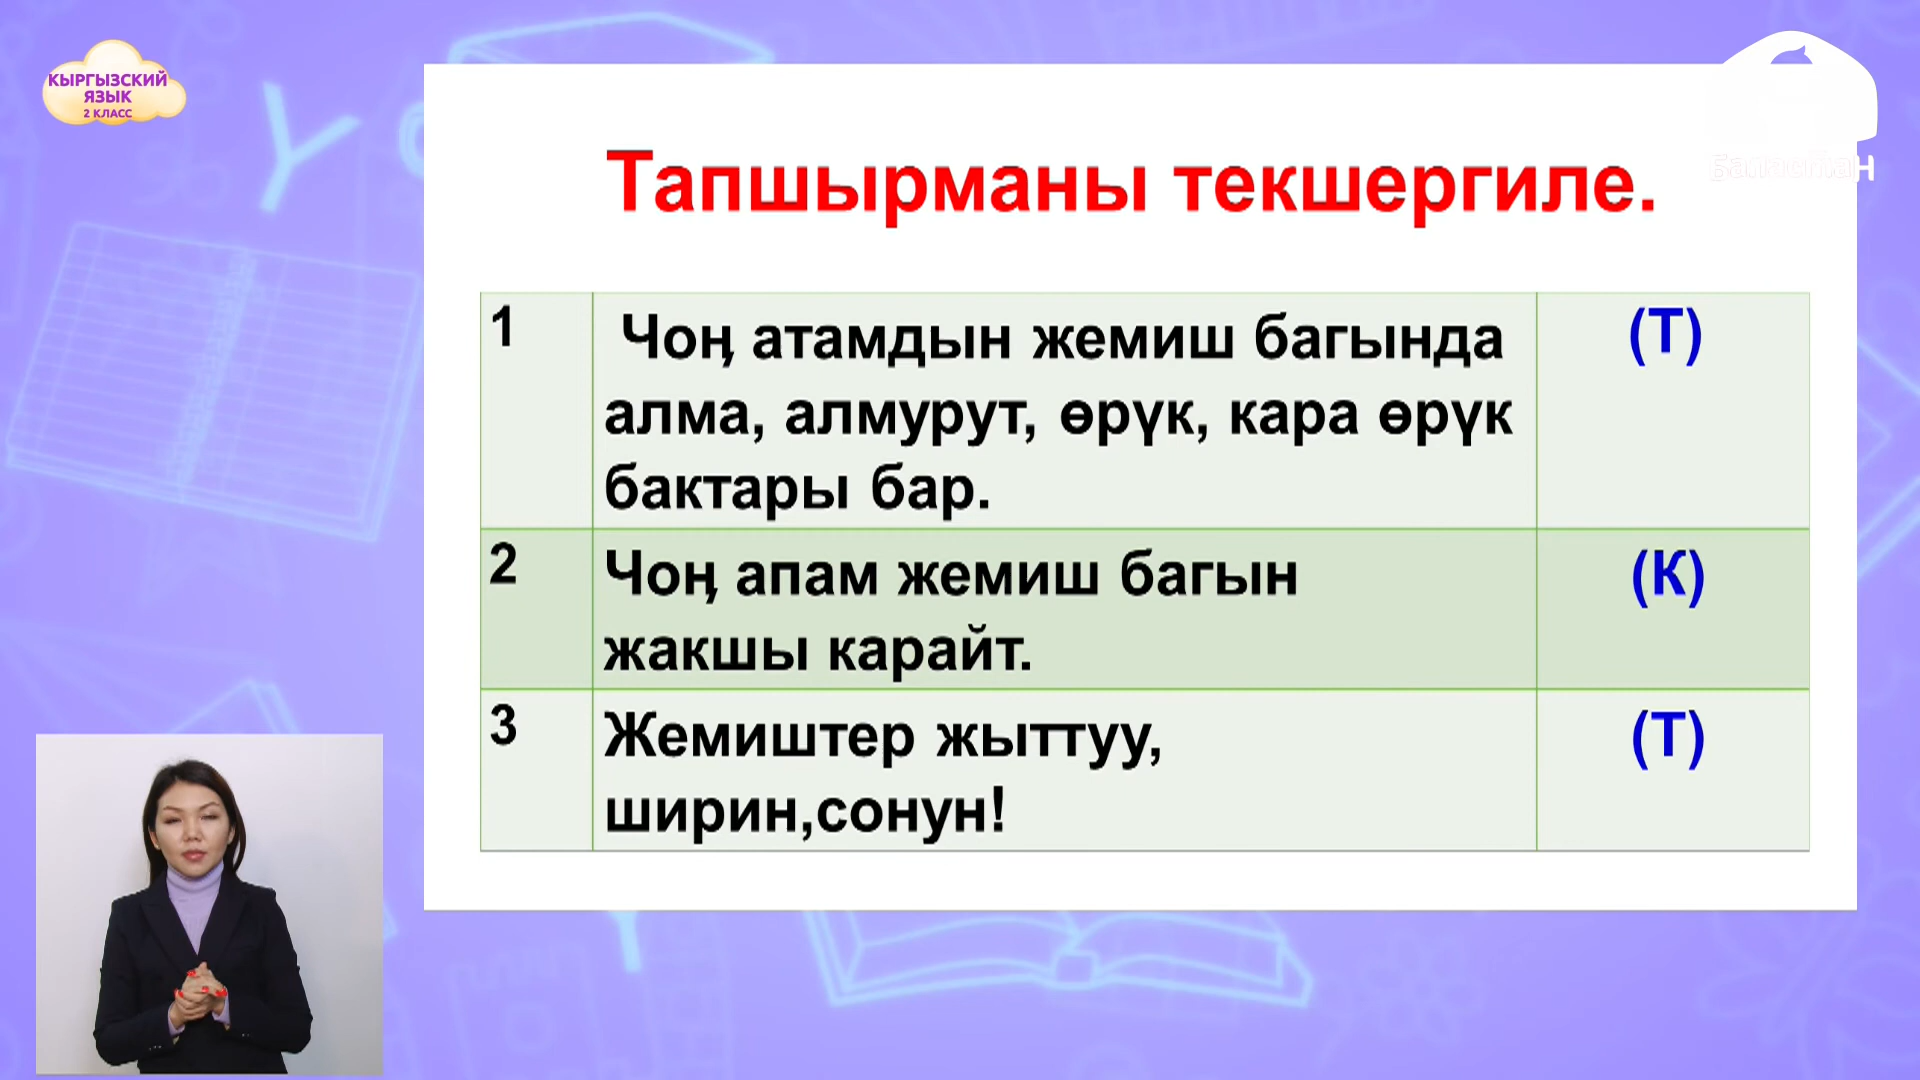 КЫРГЫЗСКИЙ
ЯЗЫК
2 КЛАСС
Баластан
Тапшырманы текшергиле.
1 Чоң атамдын жемиш багында (Т)
алма, алмурут, өрүк, кара өрүк
бактары бар.
2 Чоң апам жемиш багын (К)
жакшы карайт.
3 Жемиштер жыттуу, (Т)
ширин,сонун!